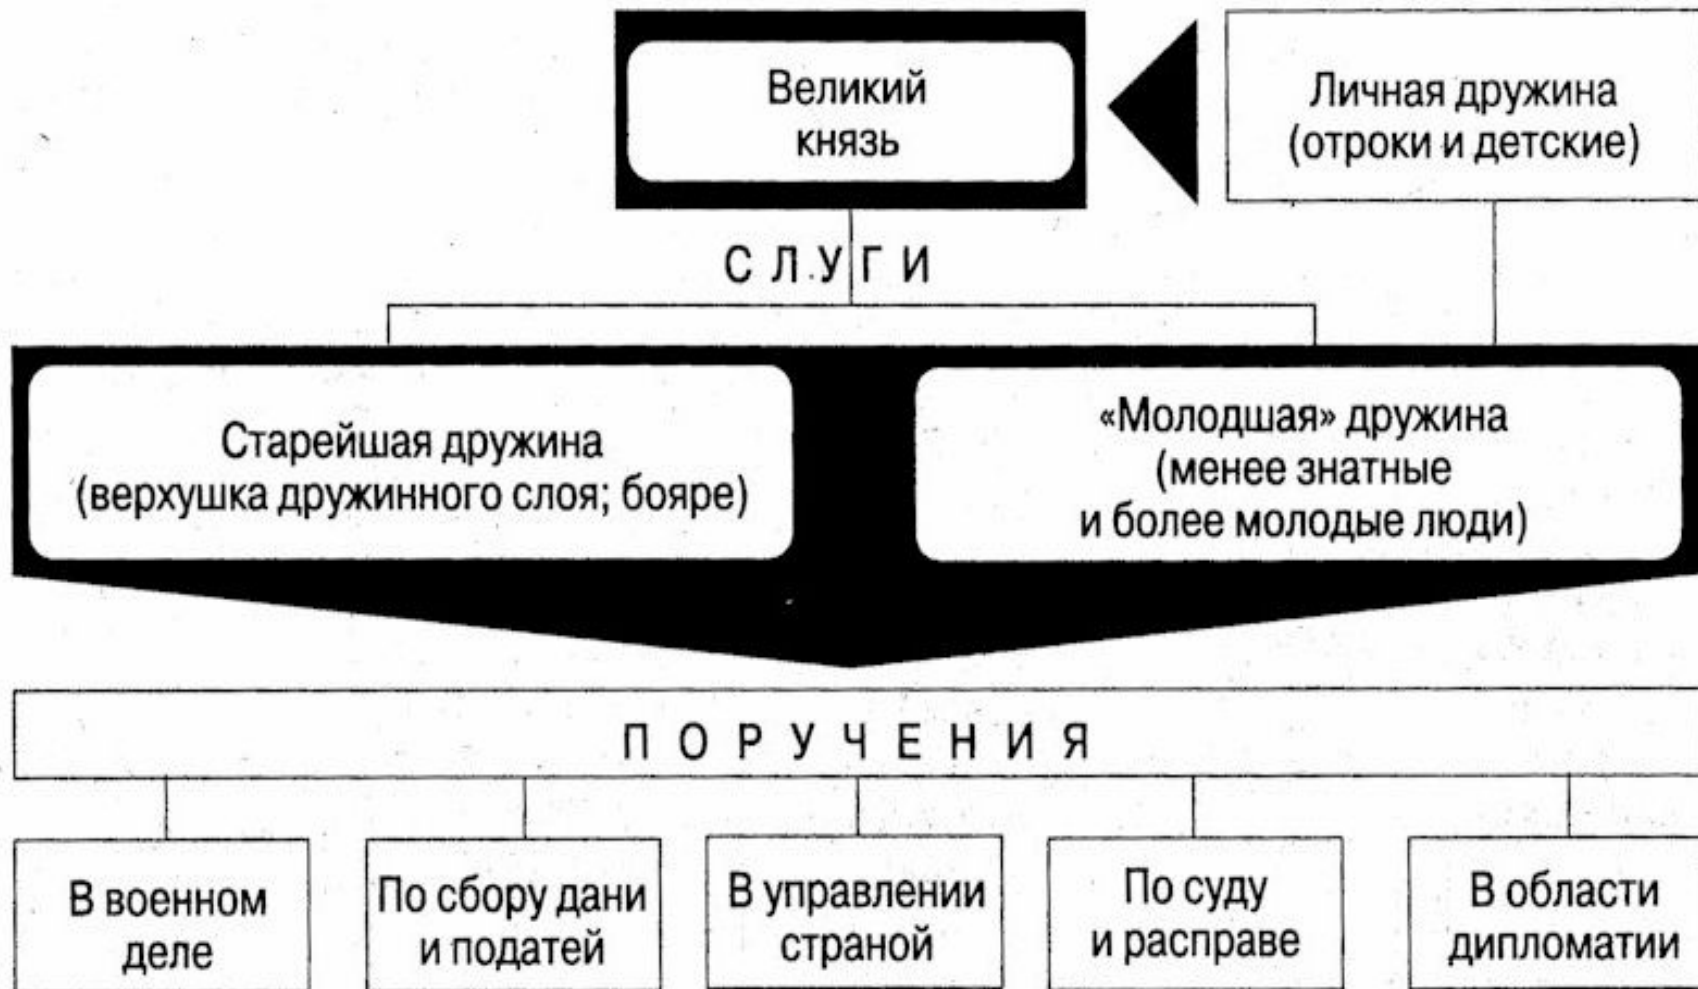 Великий
князь
Личная дружина
(отроки и детские)
СЛУГИ
Старейшая дружина
(верхушка дружинного слоя; бояре)
«Молодшая» дружина
(менее знатные
и более молодые люди)
ПОРУЧЕНИЯ
В военном
деле
По сбору дани
и податей
В управлении
страной
По суду
и расправе
В области
дипломатии